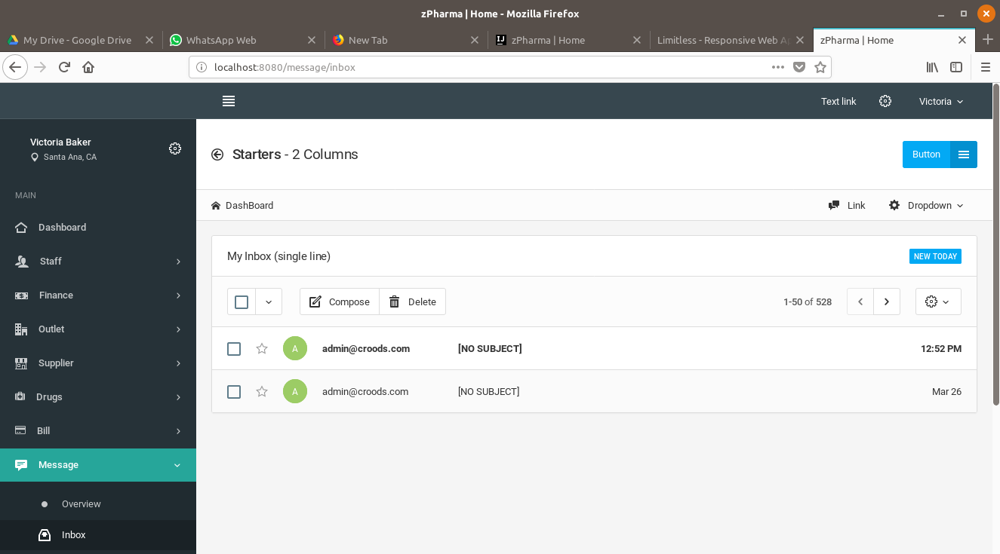 zPharma | Home - Mozilla Firefox
My Drive - Google Drive
WhatsApp Web
New Tab
IJ
zPharma | Home
Limitless - Responsive Web Ap
zPharma | Home
localhost:8080/message/inbox
Text link
Victoria
Victoria Baker
Santa Ana, CA
Starters - 2 Columns
Button
MAIN
DashBoard
Link
Dropdown
Dashboard
Staff
Finance
Outlet
Supplier
Drugs
Bill
Message
Overview
Inbox
My Inbox (single line)
NEW TODAY
Compose
Delete
1-50 of 528
A
admin@croods.com
[NO SUBJECT]
12:52 PM
A
admin@croods.com
[NO SUBJECT]
Mar 26